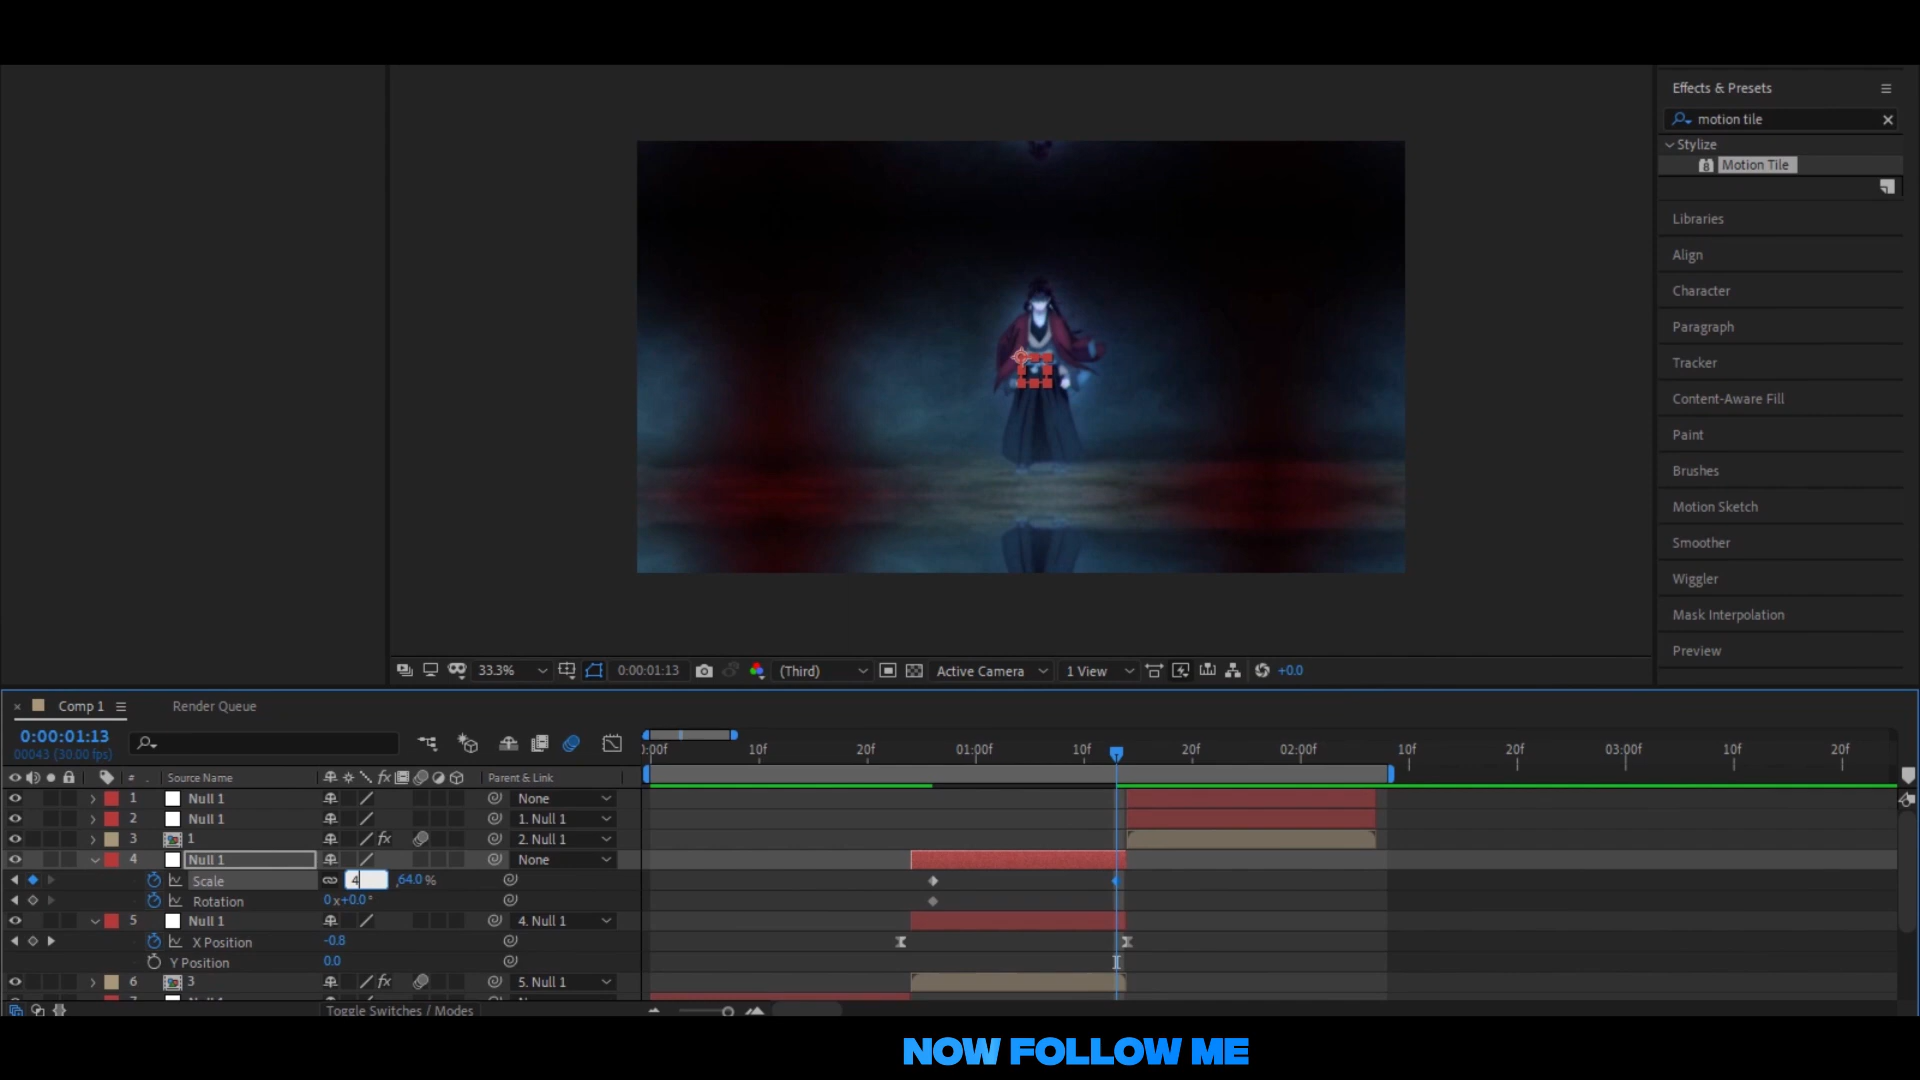 Effects & Presets
motion tile
Stylize
8 Motion Tile
Libraries
Align
Character
Paragraph
Tracker
Content-Aware Fill
Paint
Brushes
Motion Sketch
Smoother
Wiggler
Mask Interpolation
Preview
33.3% 0:00:01:13 (Third) Active Camera 1 View +0.0
× Comp 1 Render Queue
0:00:01:13
00043 (30.00 fps)
):00f 10f 20f 01:00f 10f 20f 02:00f 10f 20f 03:00f 10f 20f
# . Source Name fx Parent & Link
1 Null 1 None
2 Null 1 1. Null 1
3 1 fx 2. Null 1
4 Null 1 None
Scale 4 ,64.0 %
Rotation 0 x+0.0 °
5 Null 1 4. Null 1
X Position -0.8
Y Position 0.0
6 3 fx 5. Null 1
Toggle Switches / Modes
NOW FOLLOW ME